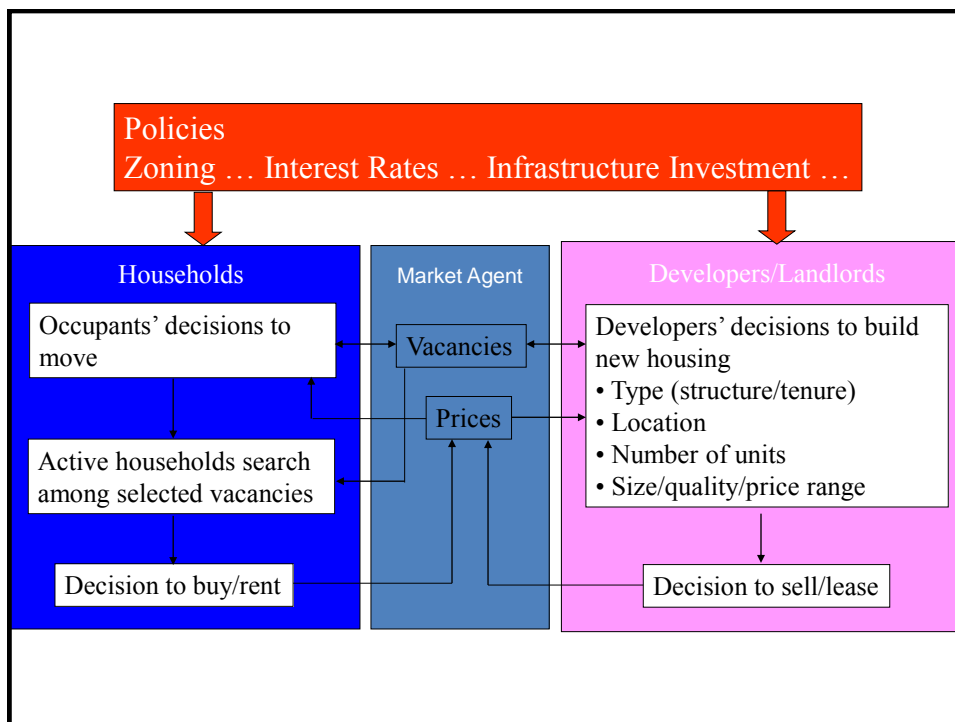 Policies
Zoning … Interest Rates … Infrastructure Investment …
Households
Occupants’ decisions to
move
Active households search
among selected vacancies
Decision to buy/rent
Market Agent
Vacancies
Prices
Developers/Landlords
Developers’ decisions to build
new housing
• Type (structure/tenure)
• Location
• Number of units
• Size/quality/price range
Decision to sell/lease